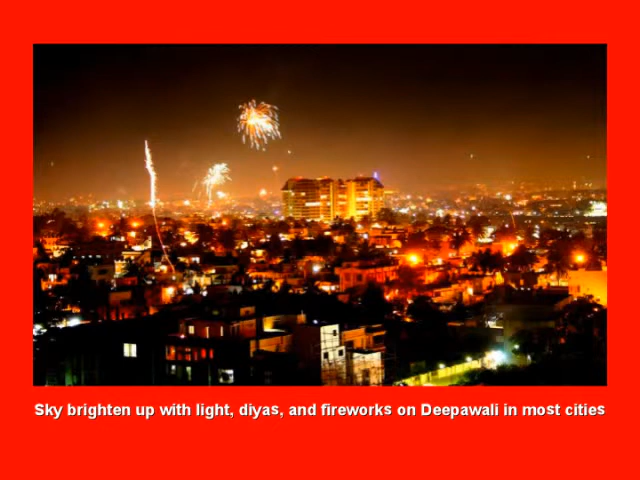 Sky brighten up with light, diyas, and fireworks on Deepawali in most cities